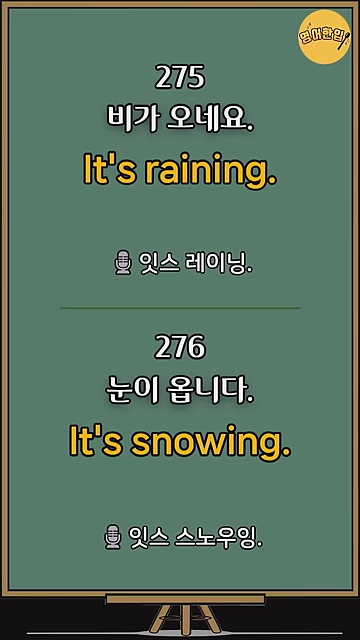 영어한입
275
비가 오네요.
It's raining.
잇스 레이닝.
276
눈이 옵니다.
It's snowing.
잇스 스노우잉.